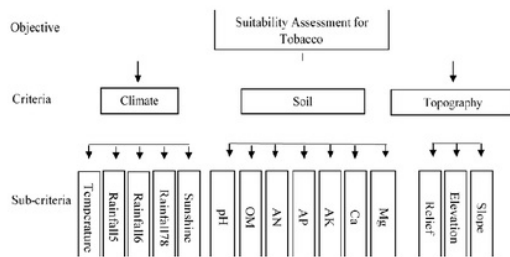 Objective
Suitability Assessment for
Tobacco
Criteria
Climate
Soil
Topography
Sub-criteria
Temperature
Rainfall5
Rainfall6
Rainfall78
Sunshine
pH
OM
AN
AP
AK
Ca
Mg
Relief
Elevation
Slope